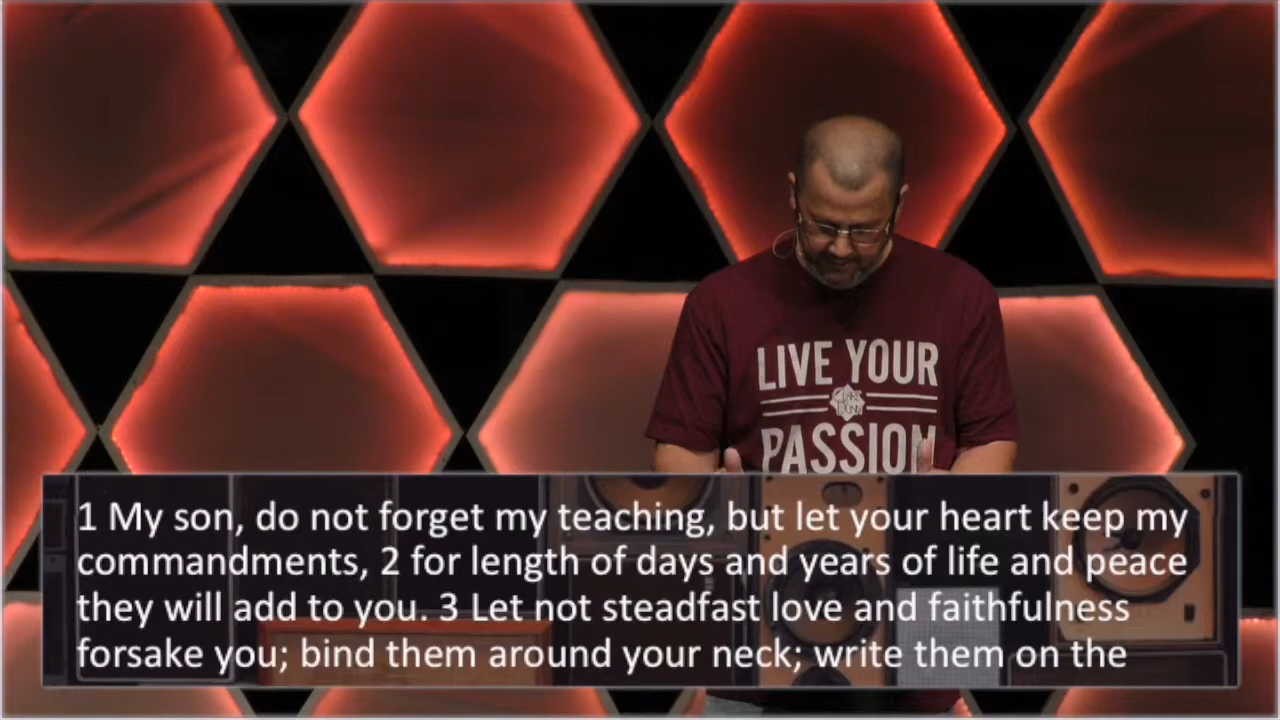 LIVE YOUR
CLARE
DUNN
PASSION
1 My son, do not forget my teaching, but let your heart keep my
commandments, 2 for length of days and years of life and peace
they will add to you. 3 Let not steadfast love and faithfulness
forsake you; bind them around your neck; write them on the